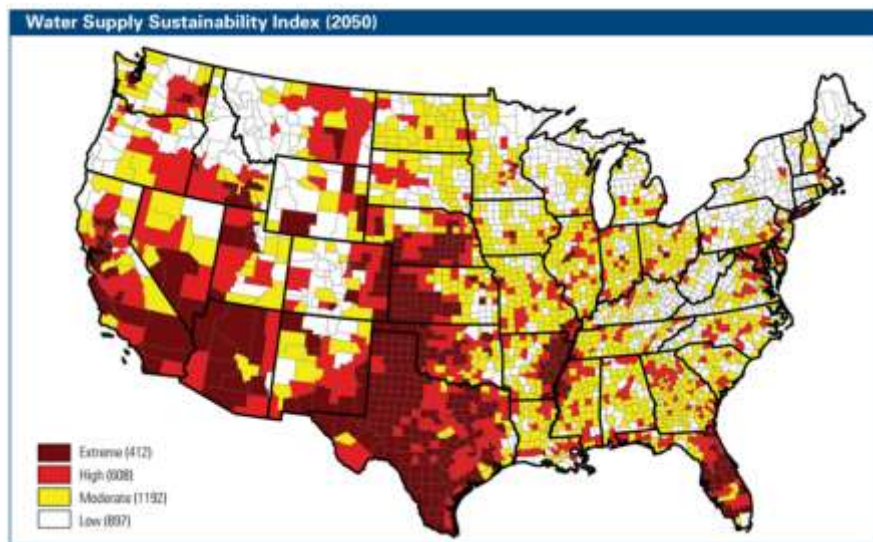 Water Supply Sustainability Index (2050)
Extreme (412)
High (608)
Moderate (1192)
Low (897)